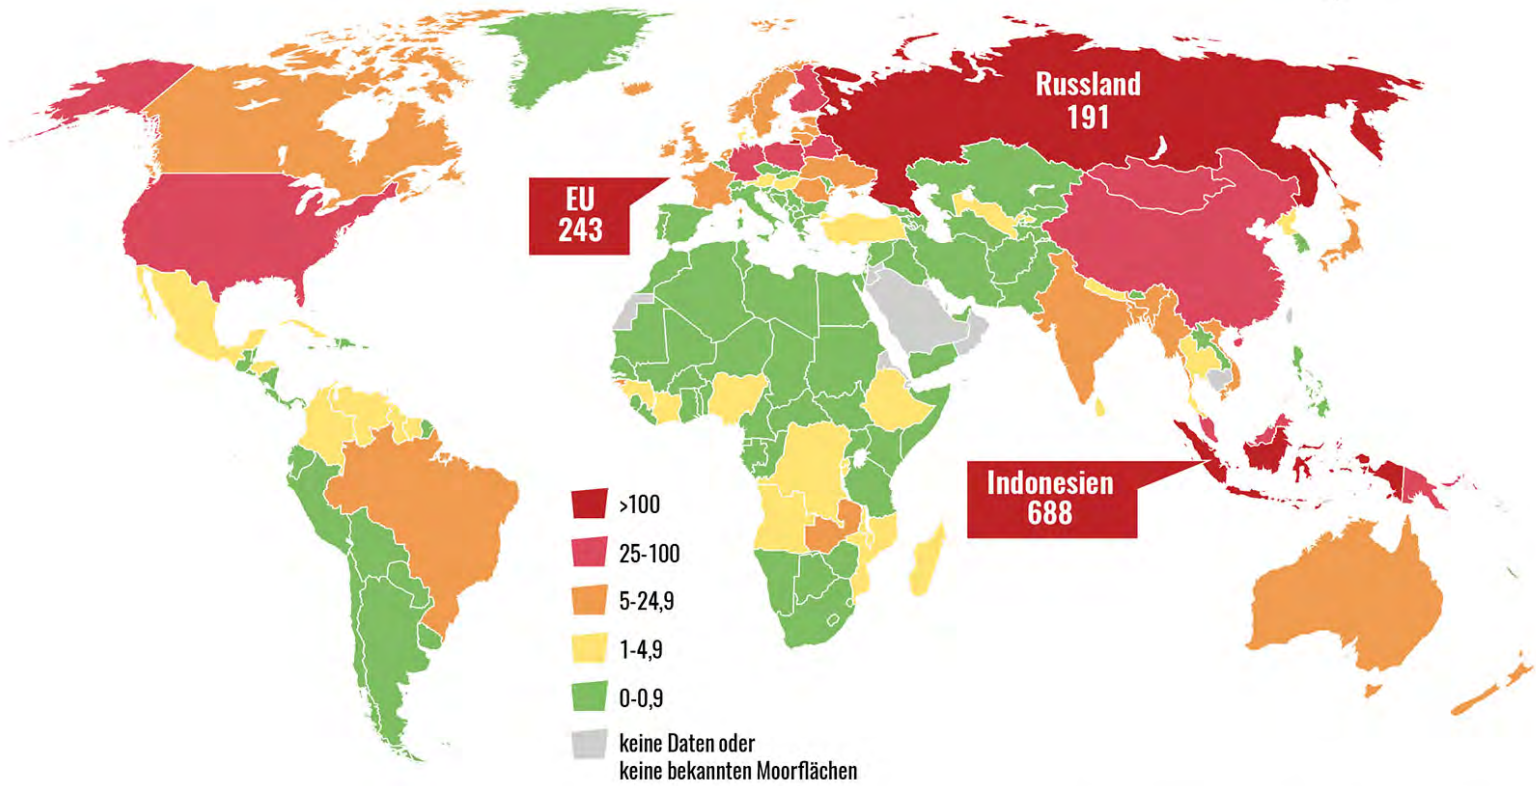 Russland
191
EU
243
Indonesien
688
>100
25-100
5-24,9
1-4,9
0-0,9
keine Daten oder
keine bekannten Moorflächen